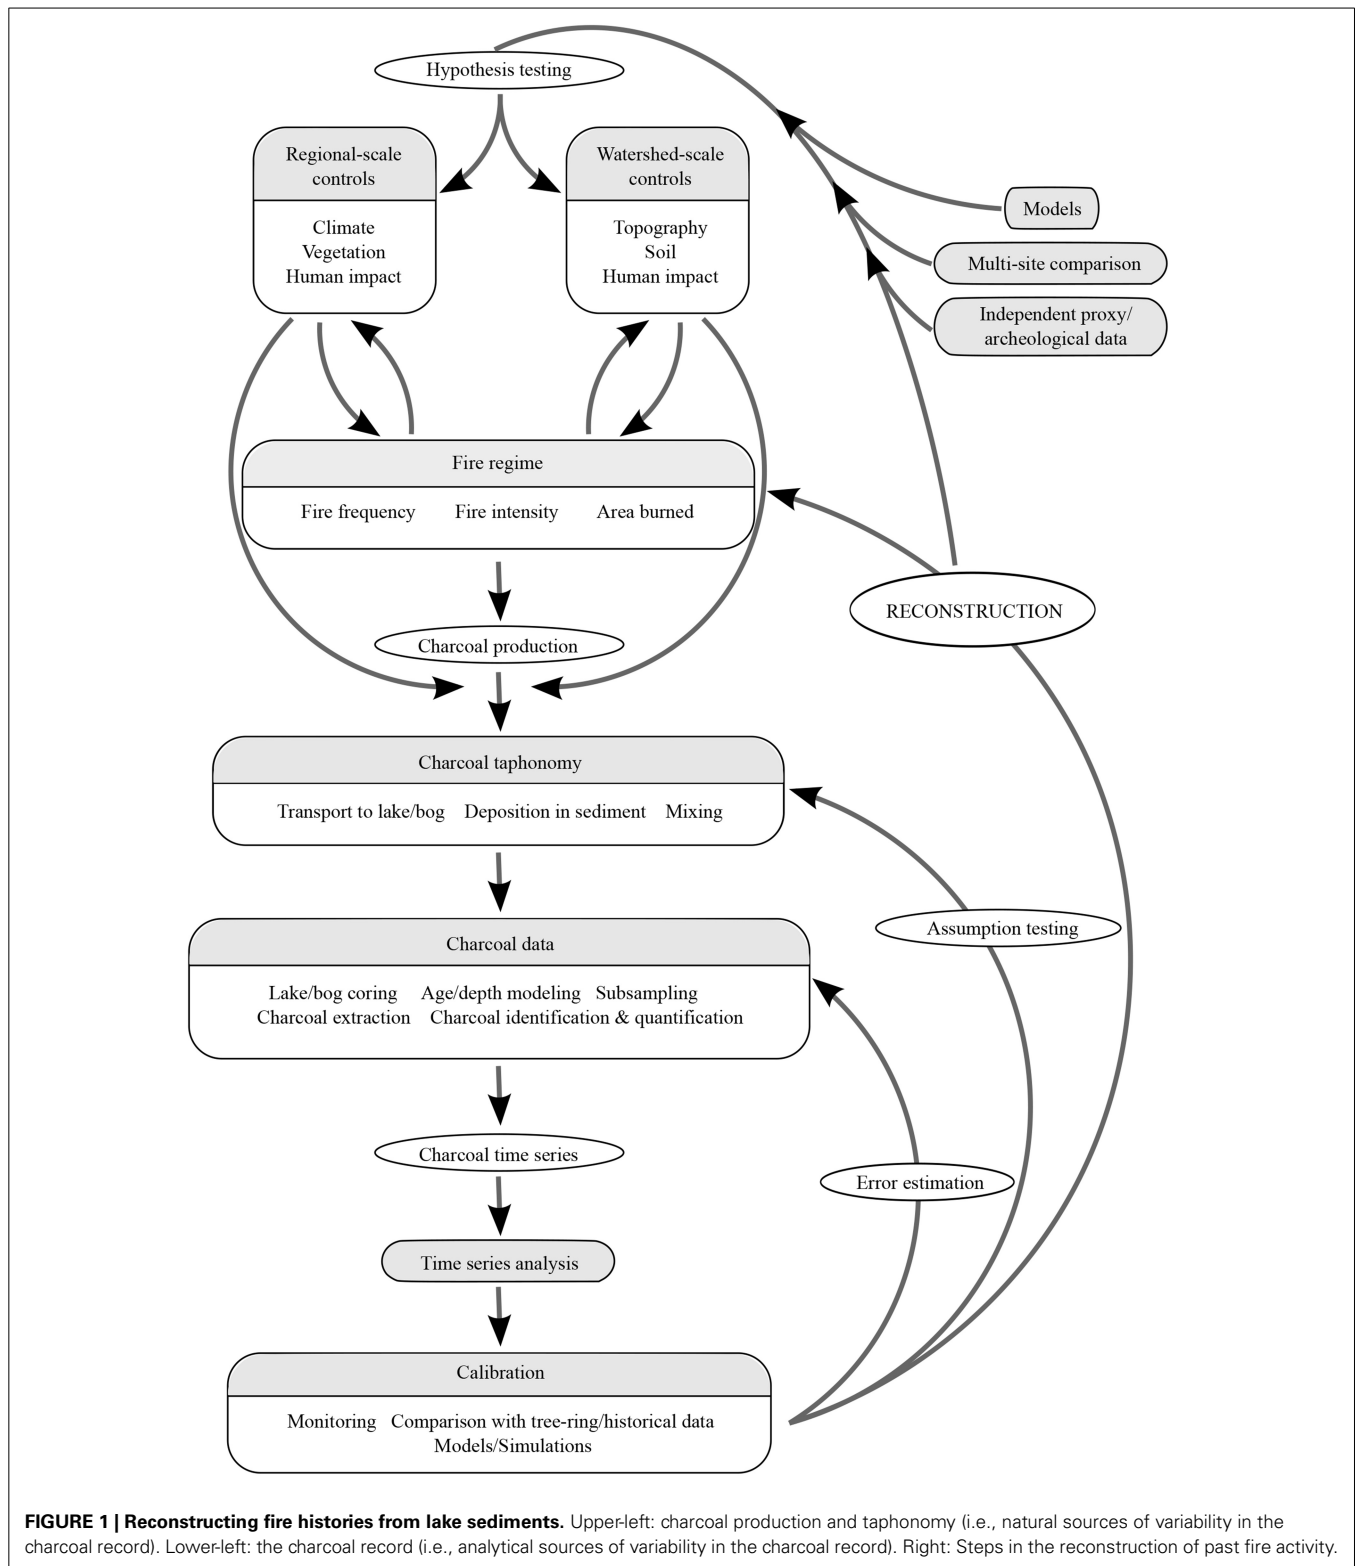 Hypothesis testing
Regional-scale
controls
Climate
Vegetation
Human impact
Watershed-scale
controls
Topography
Soil
Human impact
Models
Multi-site comparison
Independent proxy/
archeological data
Fire regime
Fire frequency Fire intensity Area burned
RECONSTRUCTION
Charcoal production
Charcoal taphonomy
Transport to lake/bog Deposition in sediment Mixing
Assumption testing
Charcoal data
Lake/bog coring Age/depth modeling Subsampling
Charcoal extraction Charcoal identification & quantification
Charcoal time series
Error estimation
Time series analysis
Calibration
Monitoring Comparison with tree-ring/historical data
Models/Simulations
FIGURE 1 | Reconstructing fire histories from lake sediments. Upper-left: charcoal production and taphonomy (i.e., natural sources of variability in the
charcoal record). Lower-left: the charcoal record (i.e., analytical sources of variability in the charcoal record). Right: Steps in the reconstruction of past fire activity.